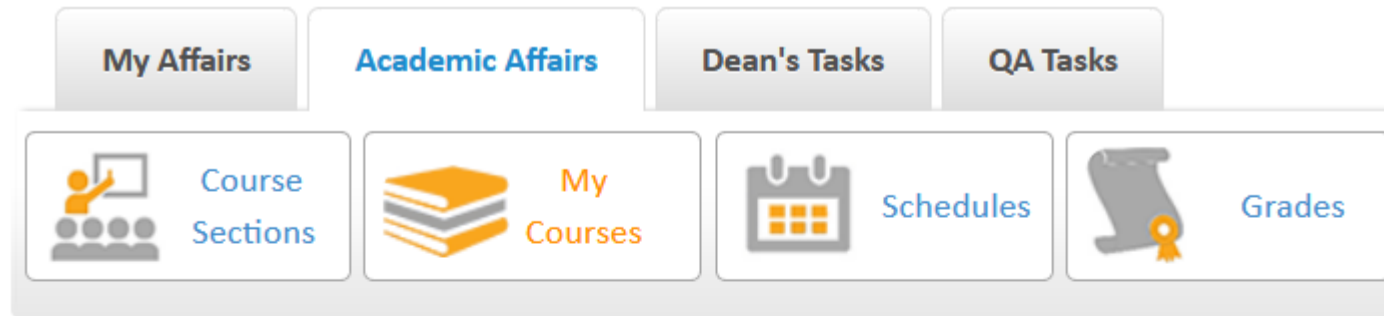 My Affairs
Academic Affairs
Dean's Tasks
QA Tasks
Course
Sections
My
Courses
Schedules
Grades